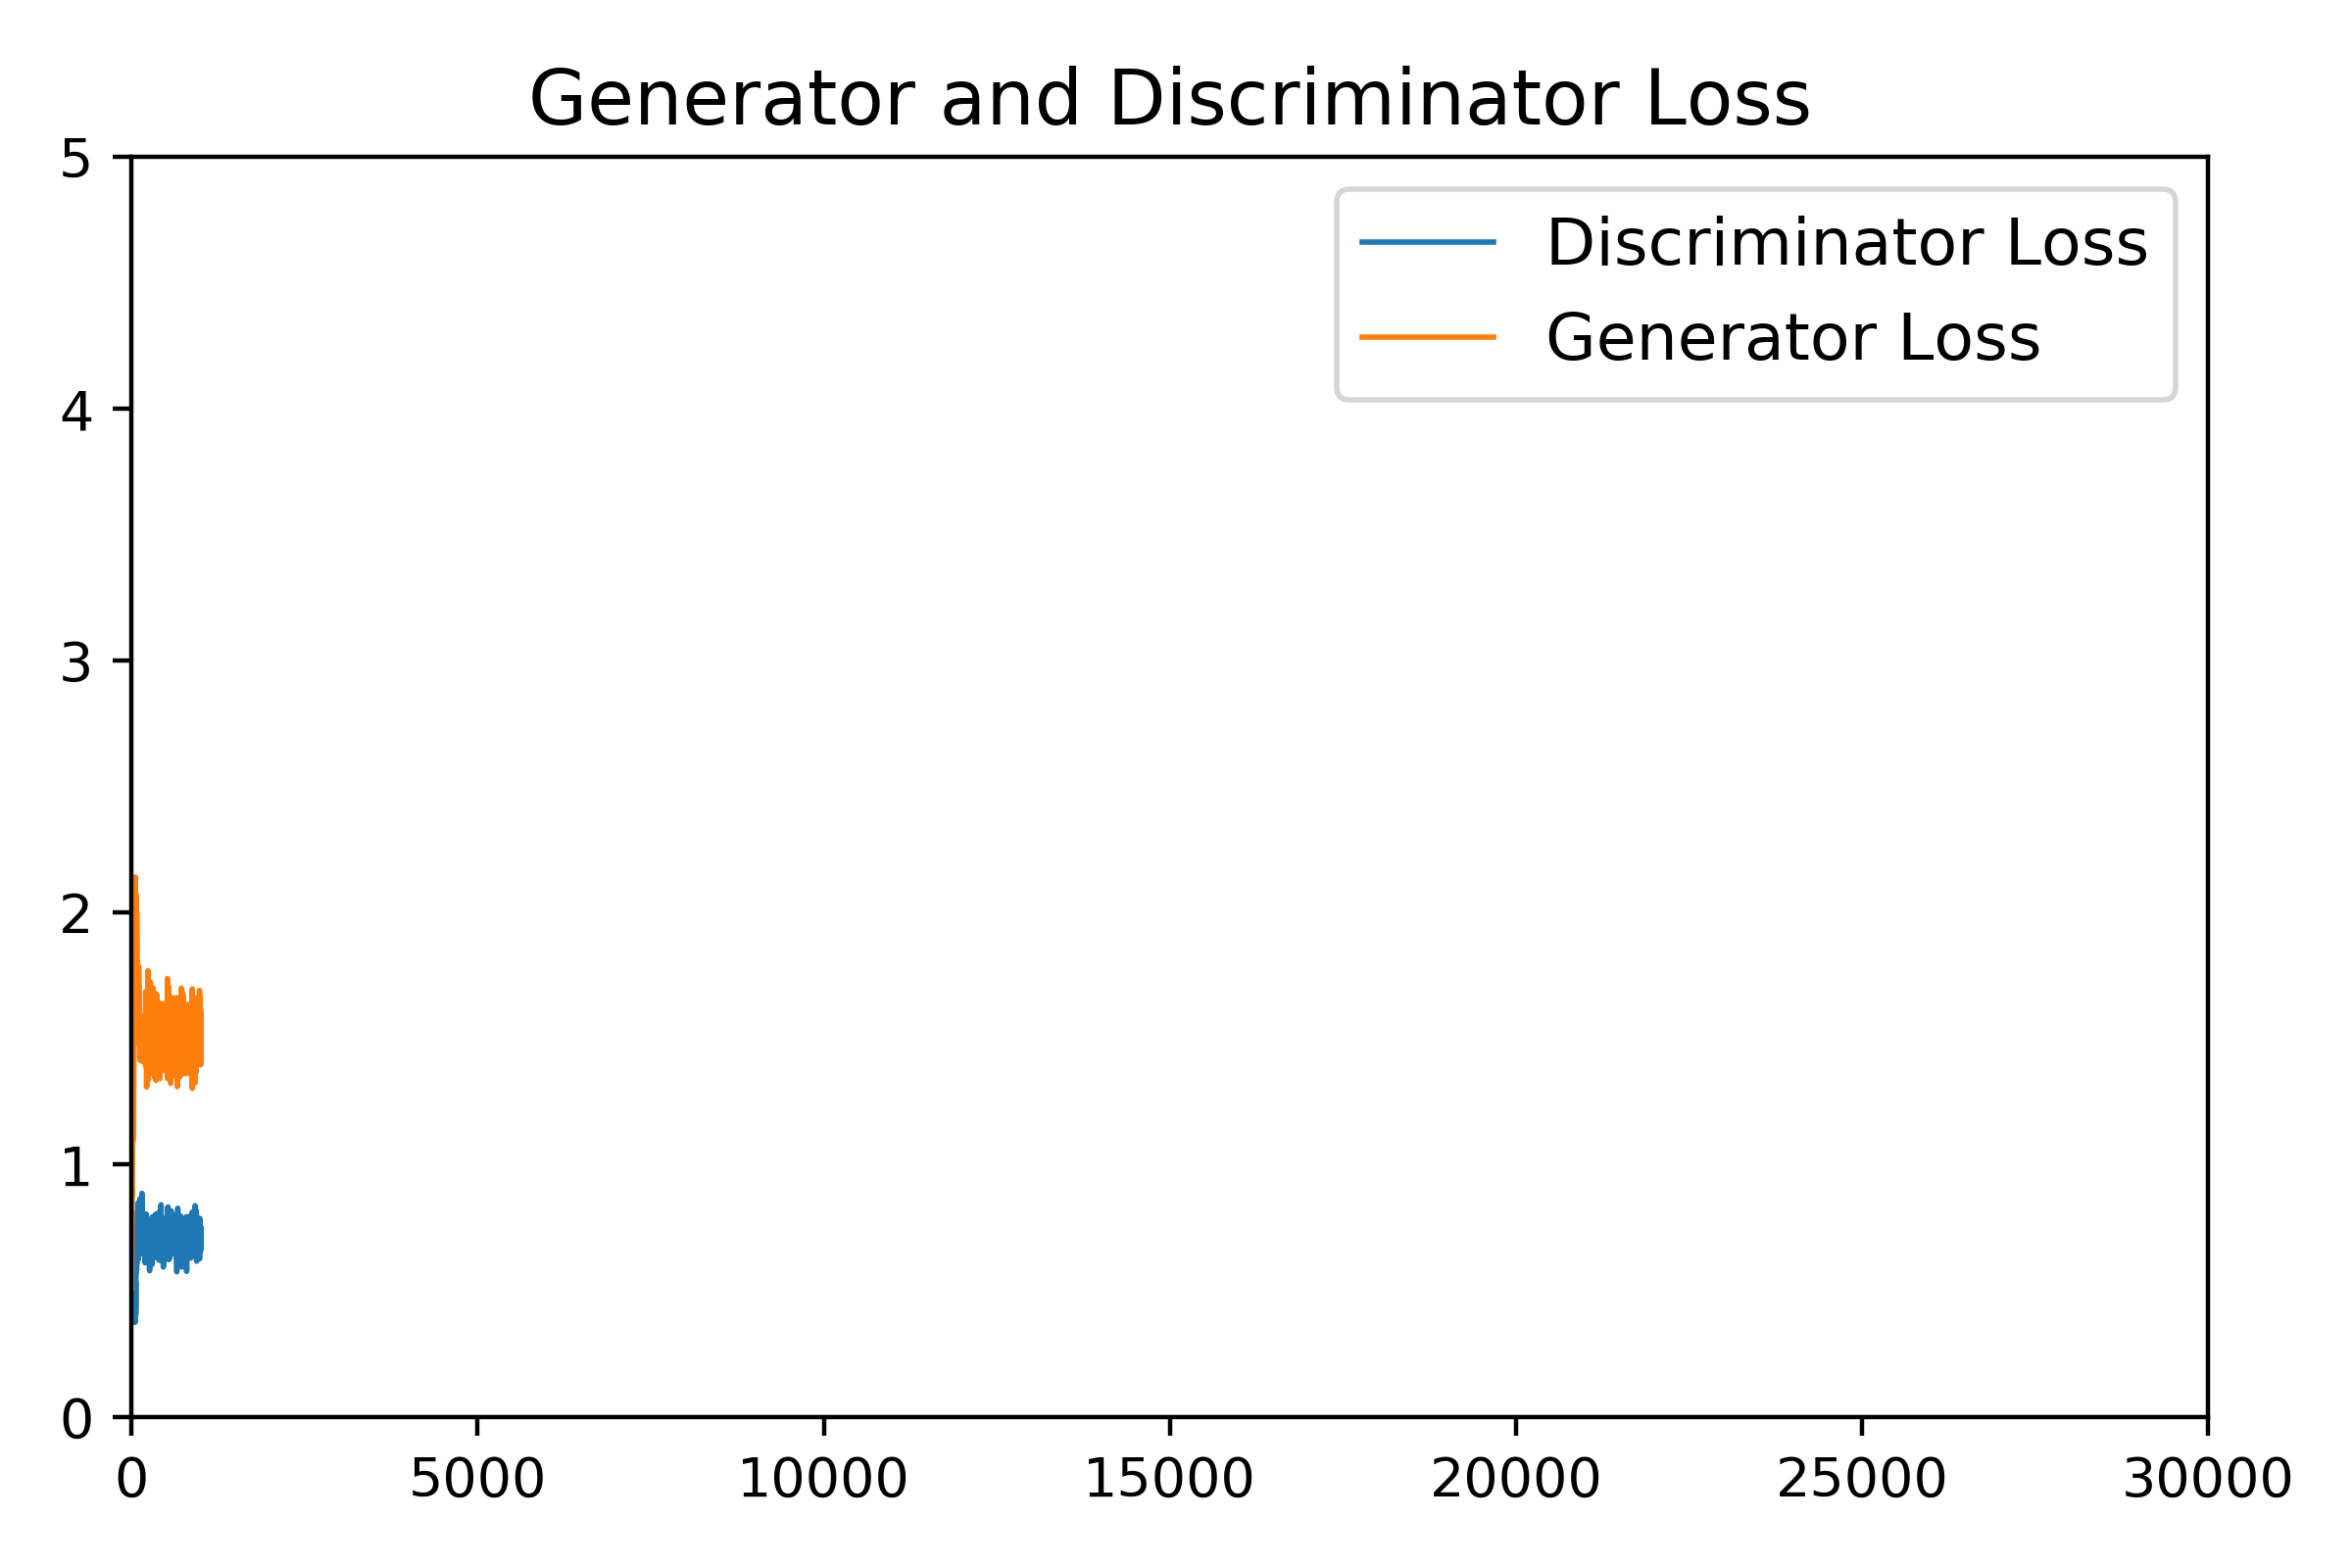 Generator and Discriminator Loss
5
Discriminator Loss
Generator Loss
4
3
2
1
0
0 5000 10000 15000 20000 25000 30000